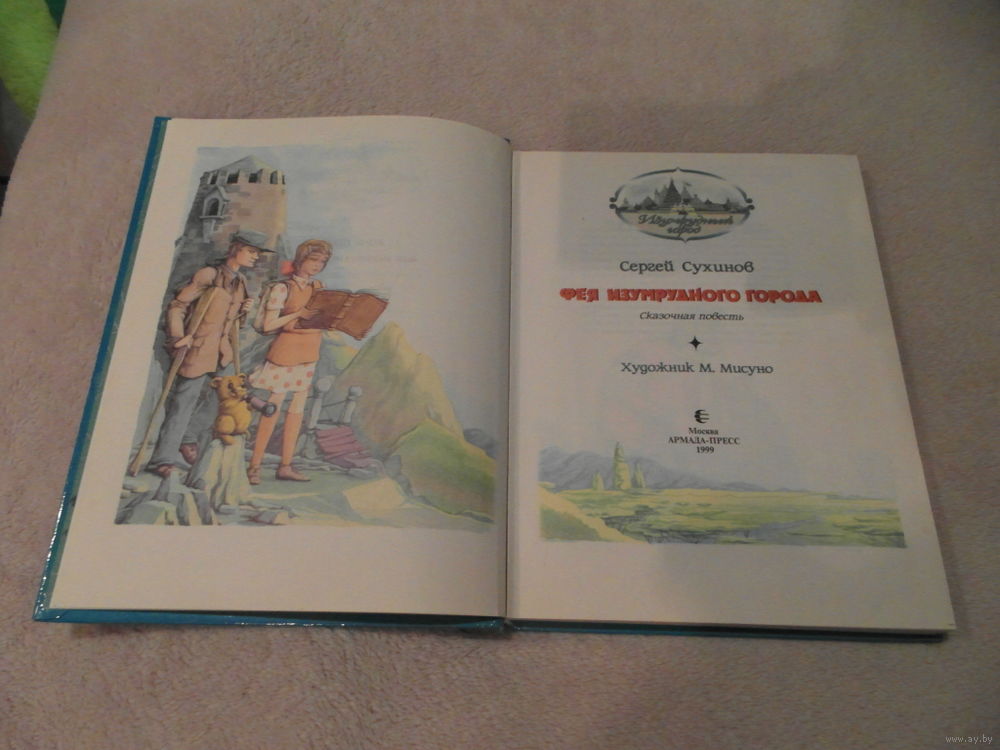 Изумрудный
город
Сергей Сухинов
ФЕЯ ИЗУМРУДНОГО ГОРОДА
Сказочная повесть
Художник М. Мисуно
Москва
АРМАДА-ПРЕСС
1999
www.ay.by